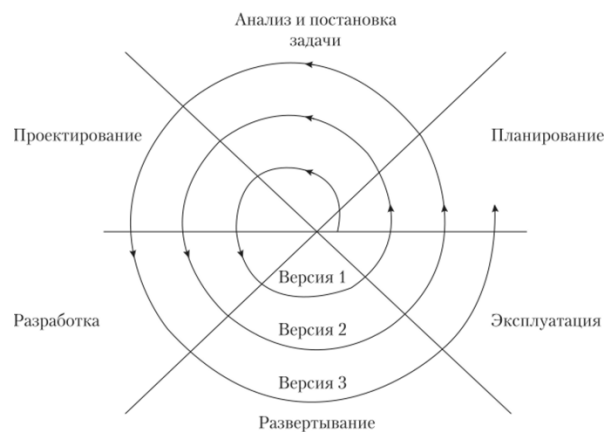 Анализ и постановка
задачи
Проектирование
Планирование
Версия 1
Разработка
Версия 2
Эксплуатация
Версия 3
Развертывание